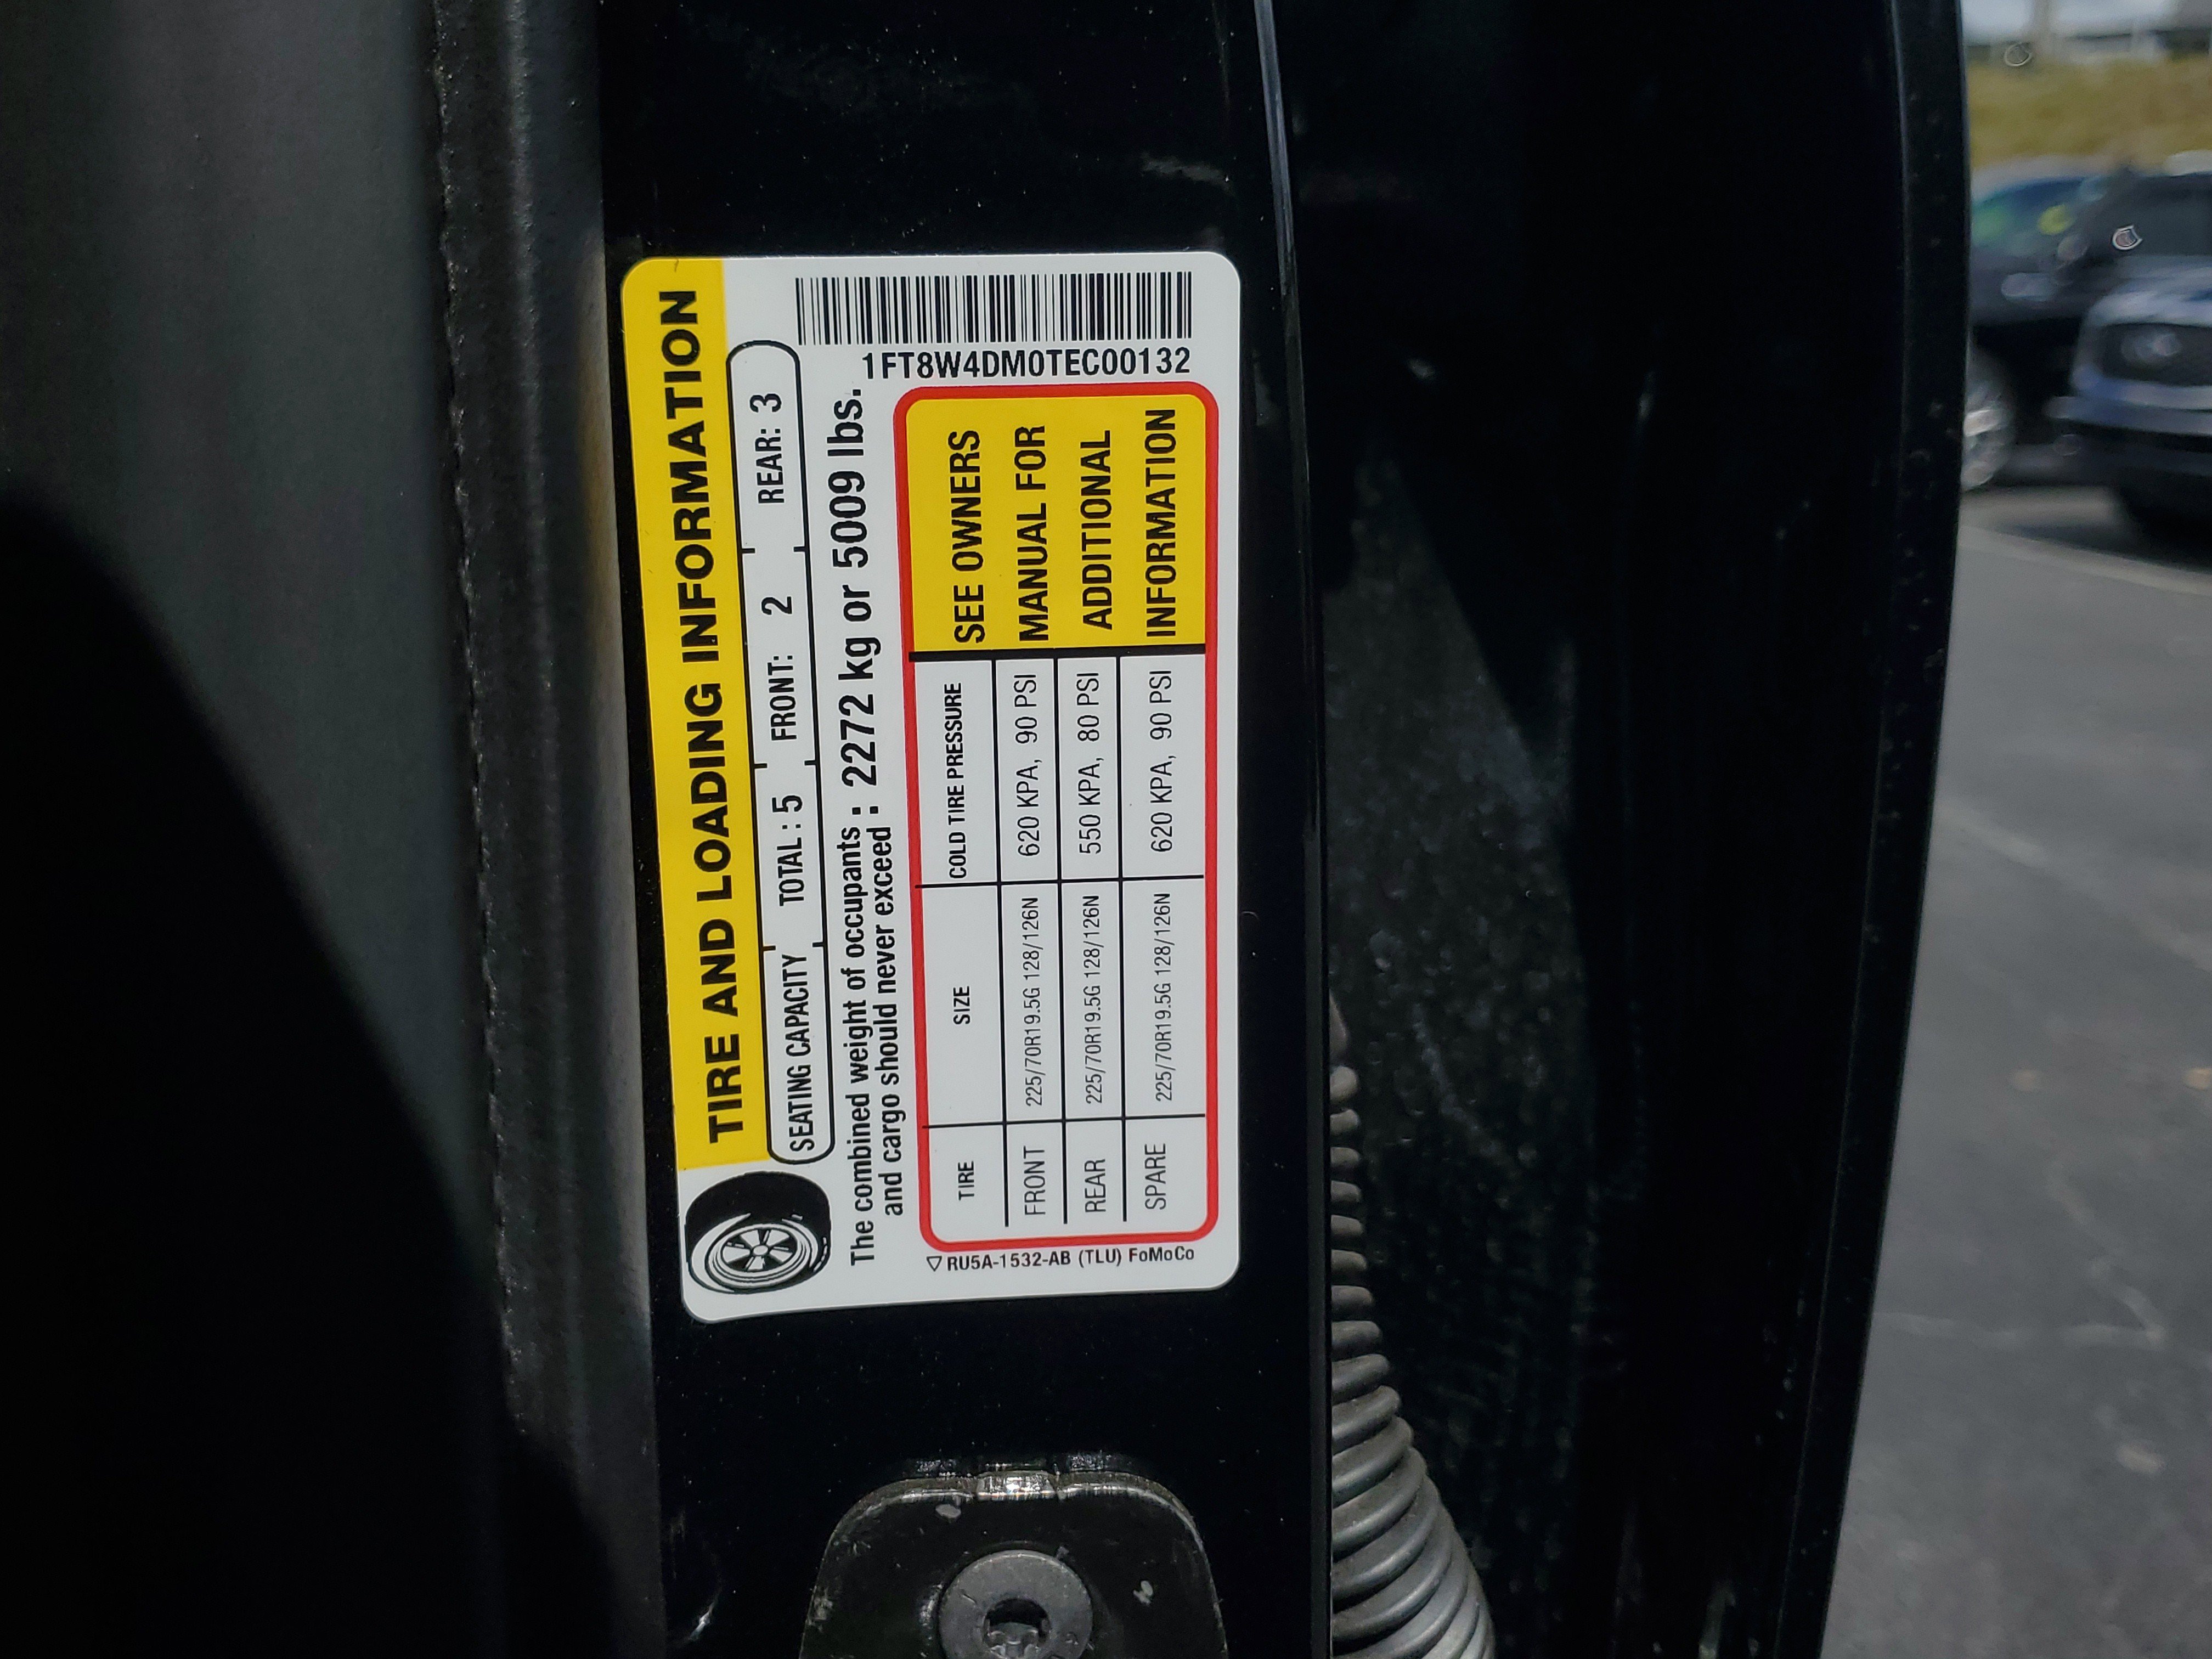 TIRE AND LOADING INFORMATION
SEATING CAPACITY TOTAL : 5 FRONT: 2 REAR: 3
The combined weight of occupants
and cargo should never exceed : 2272 kg or 5009 lbs.
1FT8W4DM0TEC00132
TIRE SIZE COLD TIRE PRESSURE
FRONT 225/70R19.5G 128/126N 620 KPA, 90 PSI
REAR 225/70R19.5G 128/126N 550 KPA, 80 PSI
SPARE 225/70R19.5G 128/126N 620 KPA, 90 PSI
SEE OWNERS
MANUAL FOR
ADDITIONAL
INFORMATION
RU5A-1532-AB (TLU) FoMoCo